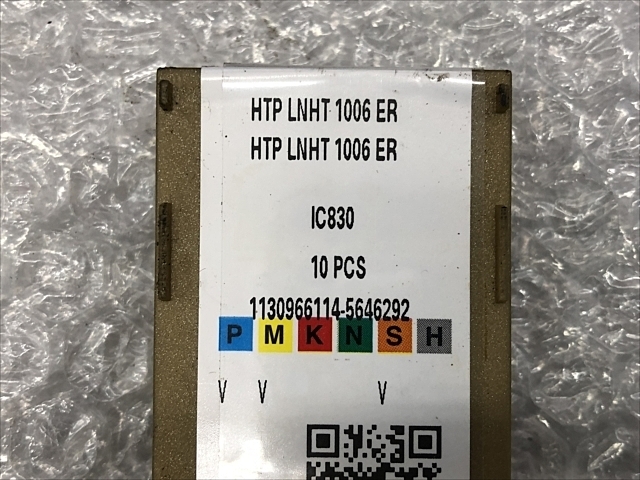 HTP LNHT 1006 ER
HTP LNHT 1006 ER
IC830
10 PCS
1130966114-5646292
P M K N S H
V V V